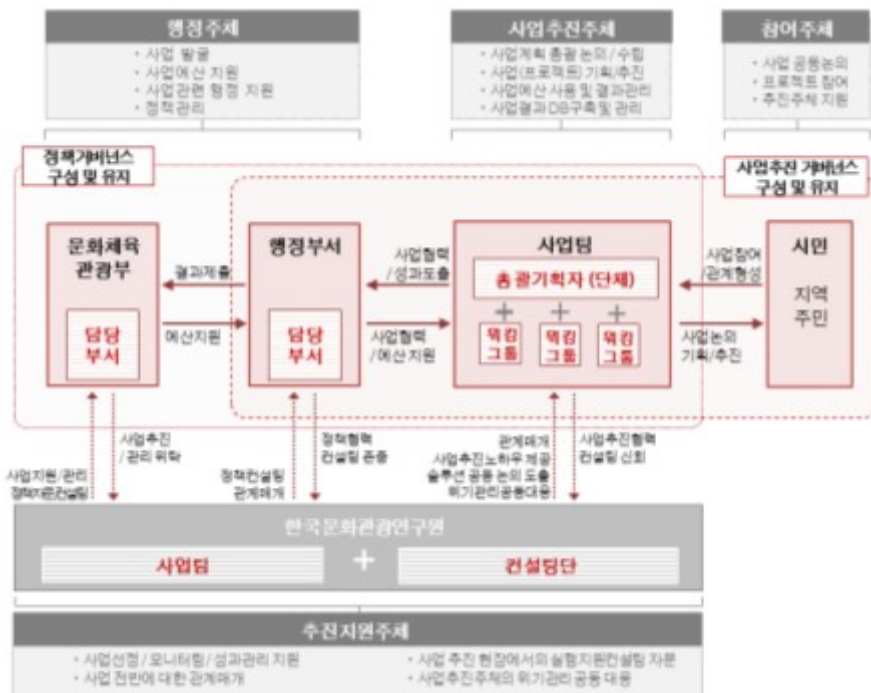 행정주체
· 사업 발굴
· 사업예산 지원
· 사업관련 행정 지원
· 정책관리
사업추진주체
· 사업계획 총괄 논의 / 수립
· 사업(프로젝트) 기획/추진
· 사업예산 사용 및 결과관리
· 사업결과 DB구축 및 관리
참여주체
· 사업 공동논의
· 프로젝트 참여
· 추진주체 지원
정책거버넌스
구성 및 유지
사업추진 거버넌스
구성 및 유지
문화체육
관광부
담당
부서
결과제출
예산지원
행정부서
담당
부서
사업협력
/성과도출
사업협력
/예산 지원
사업팀
총괄기획자 (단체)
+ + +
워킹
그룹
워킹
그룹
워킹
그룹
사업참여
/관계형성
사업논의
기획/추진
시민
지역
주민
사업지원/관리
정책자문컨설팅
사업추진
/관리 위탁
정책컨설팅
관계매개
정책협력
컨설팅 존중
관계매개
사업추진노하우 제공
솔루션 공동 논의 도출
위기관리공동대응
사업추진협력
컨설팅 신뢰
한국문화관광연구원
사업팀 + 컨설팅단
추진지원주체
· 사업선정 / 모니터링 / 성과관리 지원
· 사업 전반에 대한 관계매개
· 사업 추진 현장에서의 실행지원컨설팅 자문
· 사업추진주체의 위기관리 공동 대응